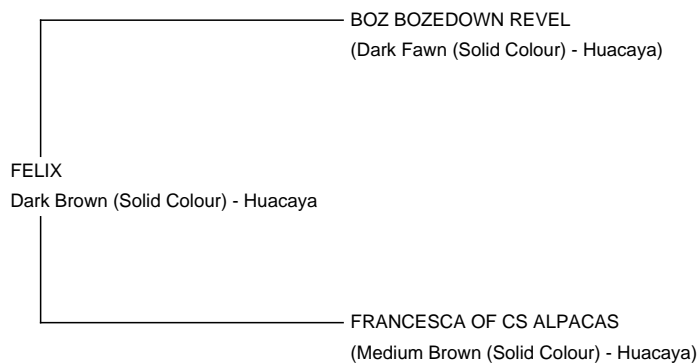 BOZ BOZEDOWN REVEL
(Dark Fawn (Solid Colour) - Huacaya)
FELIX
Dark Brown (Solid Colour) - Huacaya
FRANCESCA OF CS ALPACAS
(Medium Brown (Solid Colour) - Huacaya)